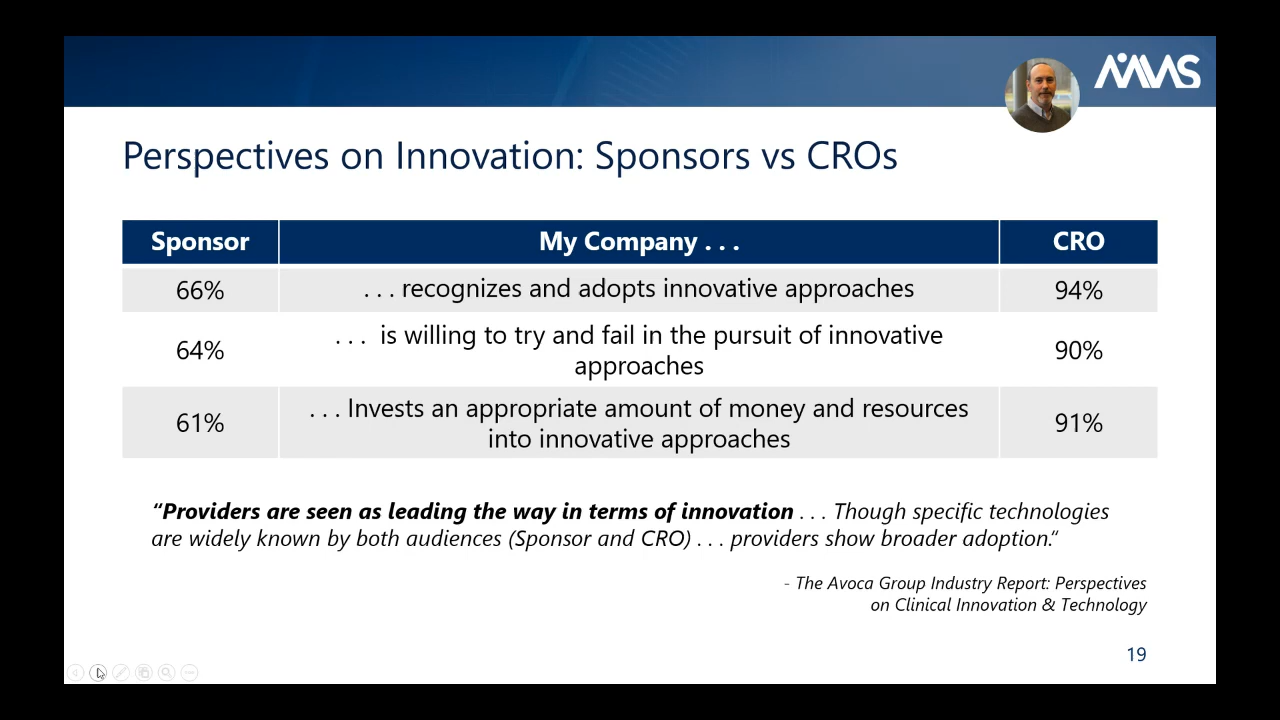 MMS
Perspectives on Innovation: Sponsors vs CROs
Sponsor My Company . . . CRO
66% . . . recognizes and adopts innovative approaches 94%
64% . . . is willing to try and fail in the pursuit of innovative approaches 90%
61% . . . Invests an appropriate amount of money and resources into innovative approaches 91%
“Providers are seen as leading the way in terms of innovation . . . Though specific technologies
are widely known by both audiences (Sponsor and CRO) . . . providers show broader adoption.“
- The Avoca Group Industry Report: Perspectives
on Clinical Innovation & Technology
19